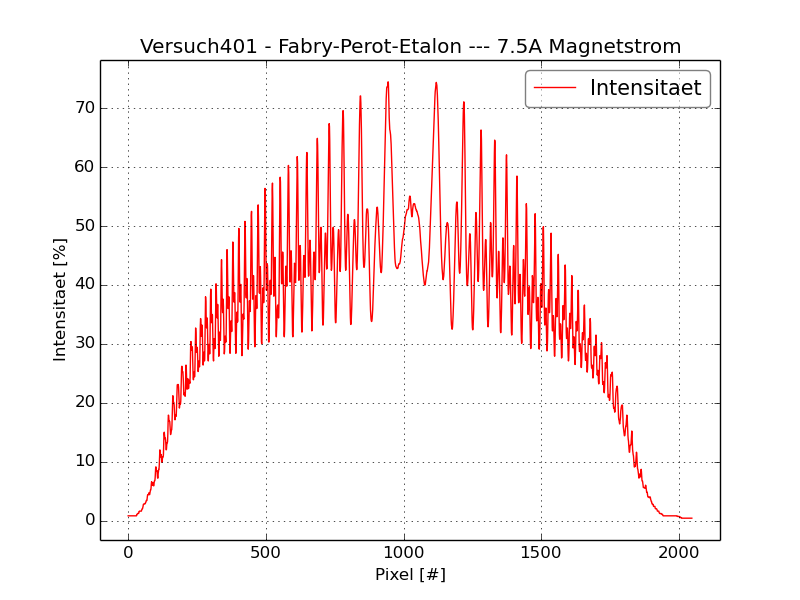 Versuch401 - Fabry-Perot-Etalon --- 7.5A Magnetstrom
Intensitaet
70
60
50
40
30
20
10
0
Intensitaet [%]
0 500 1000 1500 2000
Pixel [#]